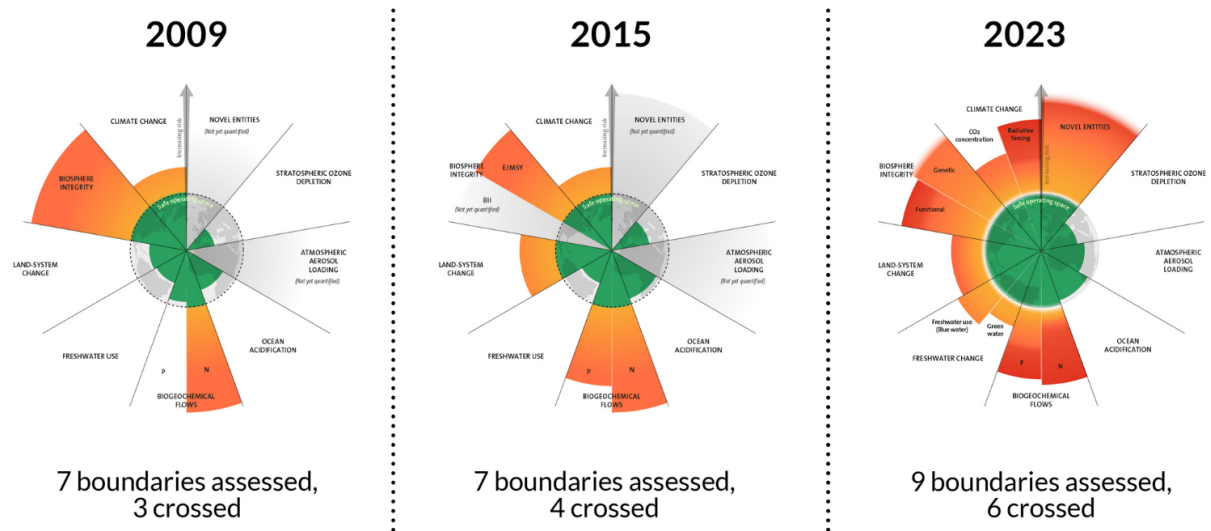 2009
CLIMATE CHANGE
Increasing risk
NOVEL ENTITIES
(Not yet quantified)
STRATOSPHERIC OZONE
DEPLETION
BIOSPHERE
INTEGRITY
Safe operating space
LAND-SYSTEM
CHANGE
ATMOSPHERIC
AEROSOL
LOADING
(Not yet quantified)
FRESHWATER USE
P
N
OCEAN
ACIDIFICATION
BIOGEOCHEMICAL
FLOWS
7 boundaries assessed,
3 crossed
2015
CLIMATE CHANGE
Increasing risk
NOVEL ENTITIES
(Not yet quantified)
STRATOSPHERIC OZONE
DEPLETION
BIOSPHERE
INTEGRITY
E/MSY
BII
(Not yet quantified)
Safe operating space
LAND-SYSTEM
CHANGE
ATMOSPHERIC
AEROSOL
LOADING
(Not yet quantified)
FRESHWATER USE
P
N
OCEAN
ACIDIFICATION
BIOGEOCHEMICAL
FLOWS
7 boundaries assessed,
4 crossed
2023
CLIMATE CHANGE
CO₂
concentration
Radiative
forcing
Increasing risk
NOVEL ENTITIES
STRATOSPHERIC OZONE
DEPLETION
BIOSPHERE
INTEGRITY
Genetic
Functional
Safe operating space
LAND-SYSTEM
CHANGE
ATMOSPHERIC
AEROSOL
LOADING
Freshwater use
(Blue water)
Green
water
FRESHWATER CHANGE
P
N
OCEAN
ACIDIFICATION
BIOGEOCHEMICAL
FLOWS
9 boundaries assessed,
6 crossed